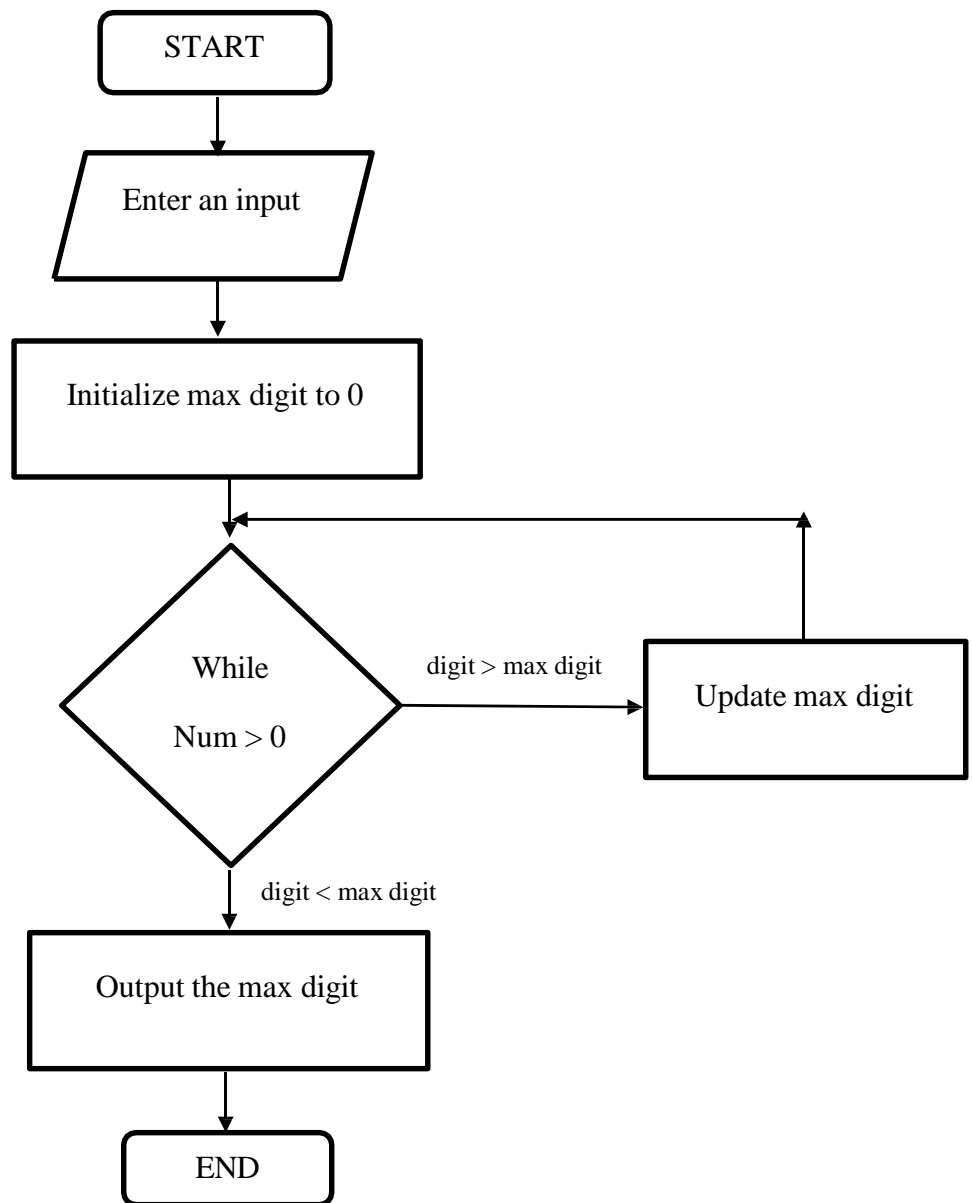 START
Enter an input
Initialize max digit to 0
While
Num > 0
digit > max digit
Update max digit
digit < max digit
Output the max digit
END